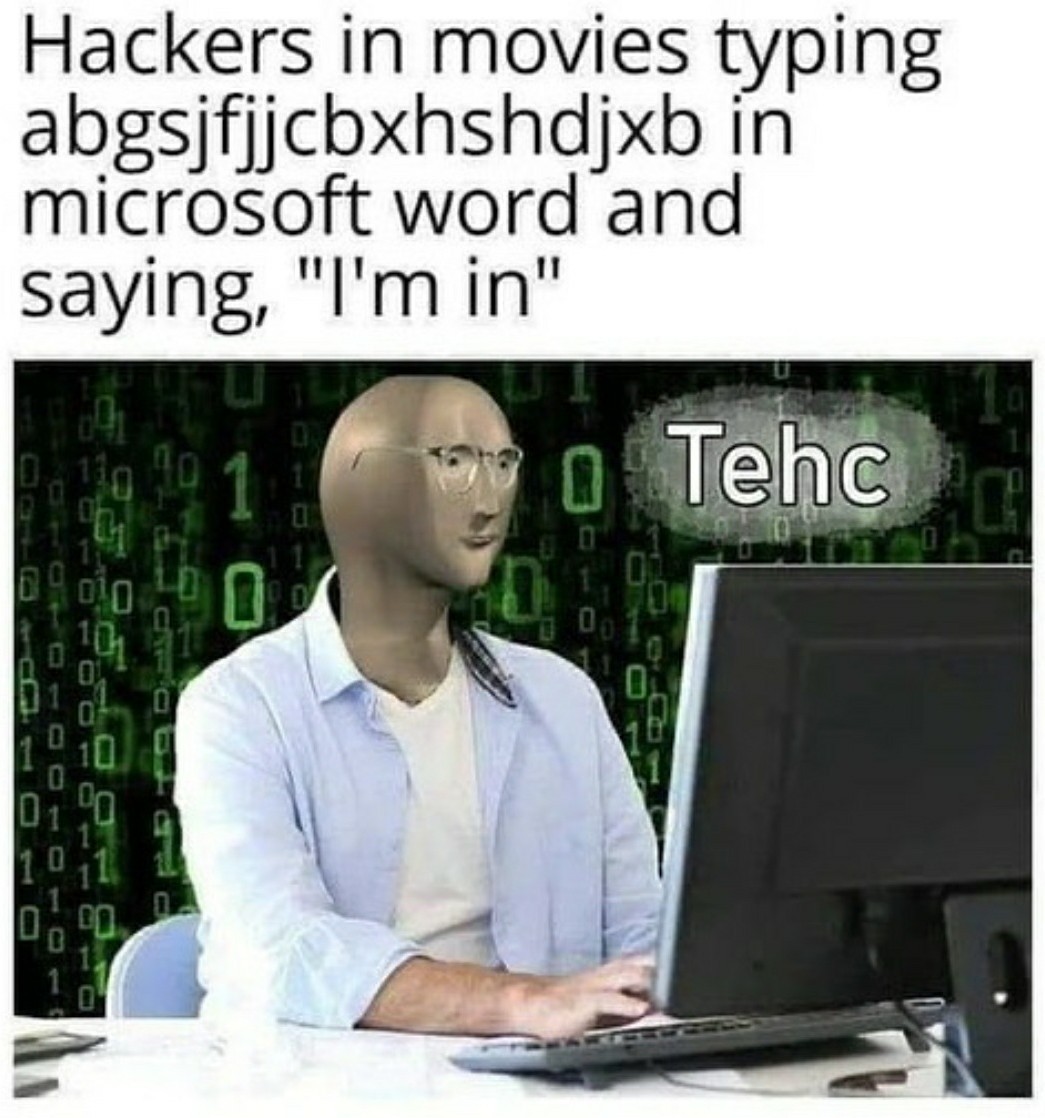 Hackers in movies typing
abgsjfjjcbxhshdjxb in
microsoft word and
saying, "I'm in"
Tehc